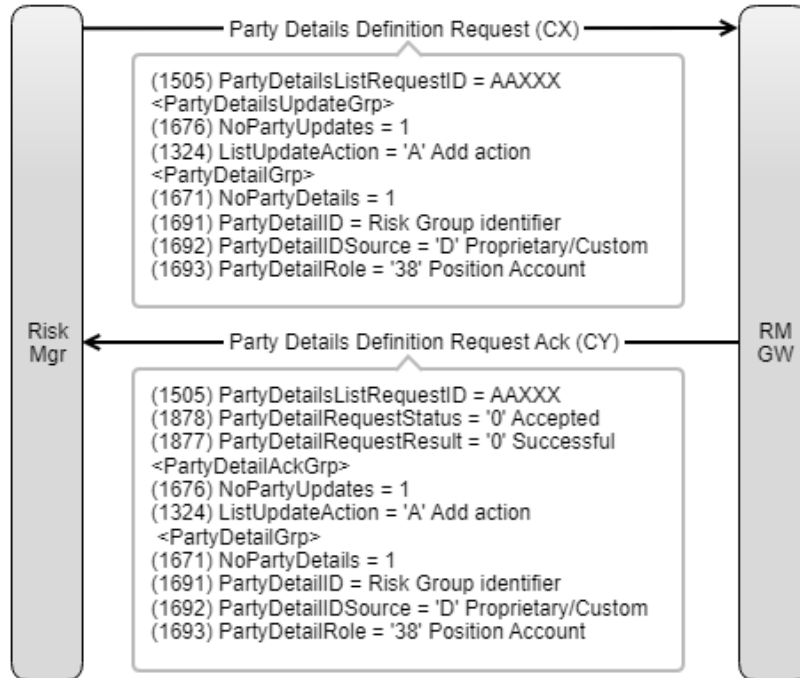 Party Details Definition Request (CX)
(1505) PartyDetailsListRequestID = AAXXX
<PartyDetailsUpdateGrp>
(1676) NoPartyUpdates = 1
(1324) ListUpdateAction = 'A' Add action
<PartyDetailGrp>
(1671) NoPartyDetails = 1
(1691) PartyDetailID = Risk Group identifier
(1692) PartyDetailIDSource = 'D' Proprietary/Custom
(1693) PartyDetailRole = '38' Position Account
Risk
Mgr
Party Details Definition Request Ack (CY)
RM
GW
(1505) PartyDetailsListRequestID = AAXXX
(1878) PartyDetailRequestStatus = '0' Accepted
(1877) PartyDetailRequestResult = '0' Successful
<PartyDetailAckGrp>
(1676) NoPartyUpdates = 1
(1324) ListUpdateAction = 'A' Add action
<PartyDetailGrp>
(1671) NoPartyDetails = 1
(1691) PartyDetailID = Risk Group identifier
(1692) PartyDetailIDSource = 'D' Proprietary/Custom
(1693) PartyDetailRole = '38' Position Account